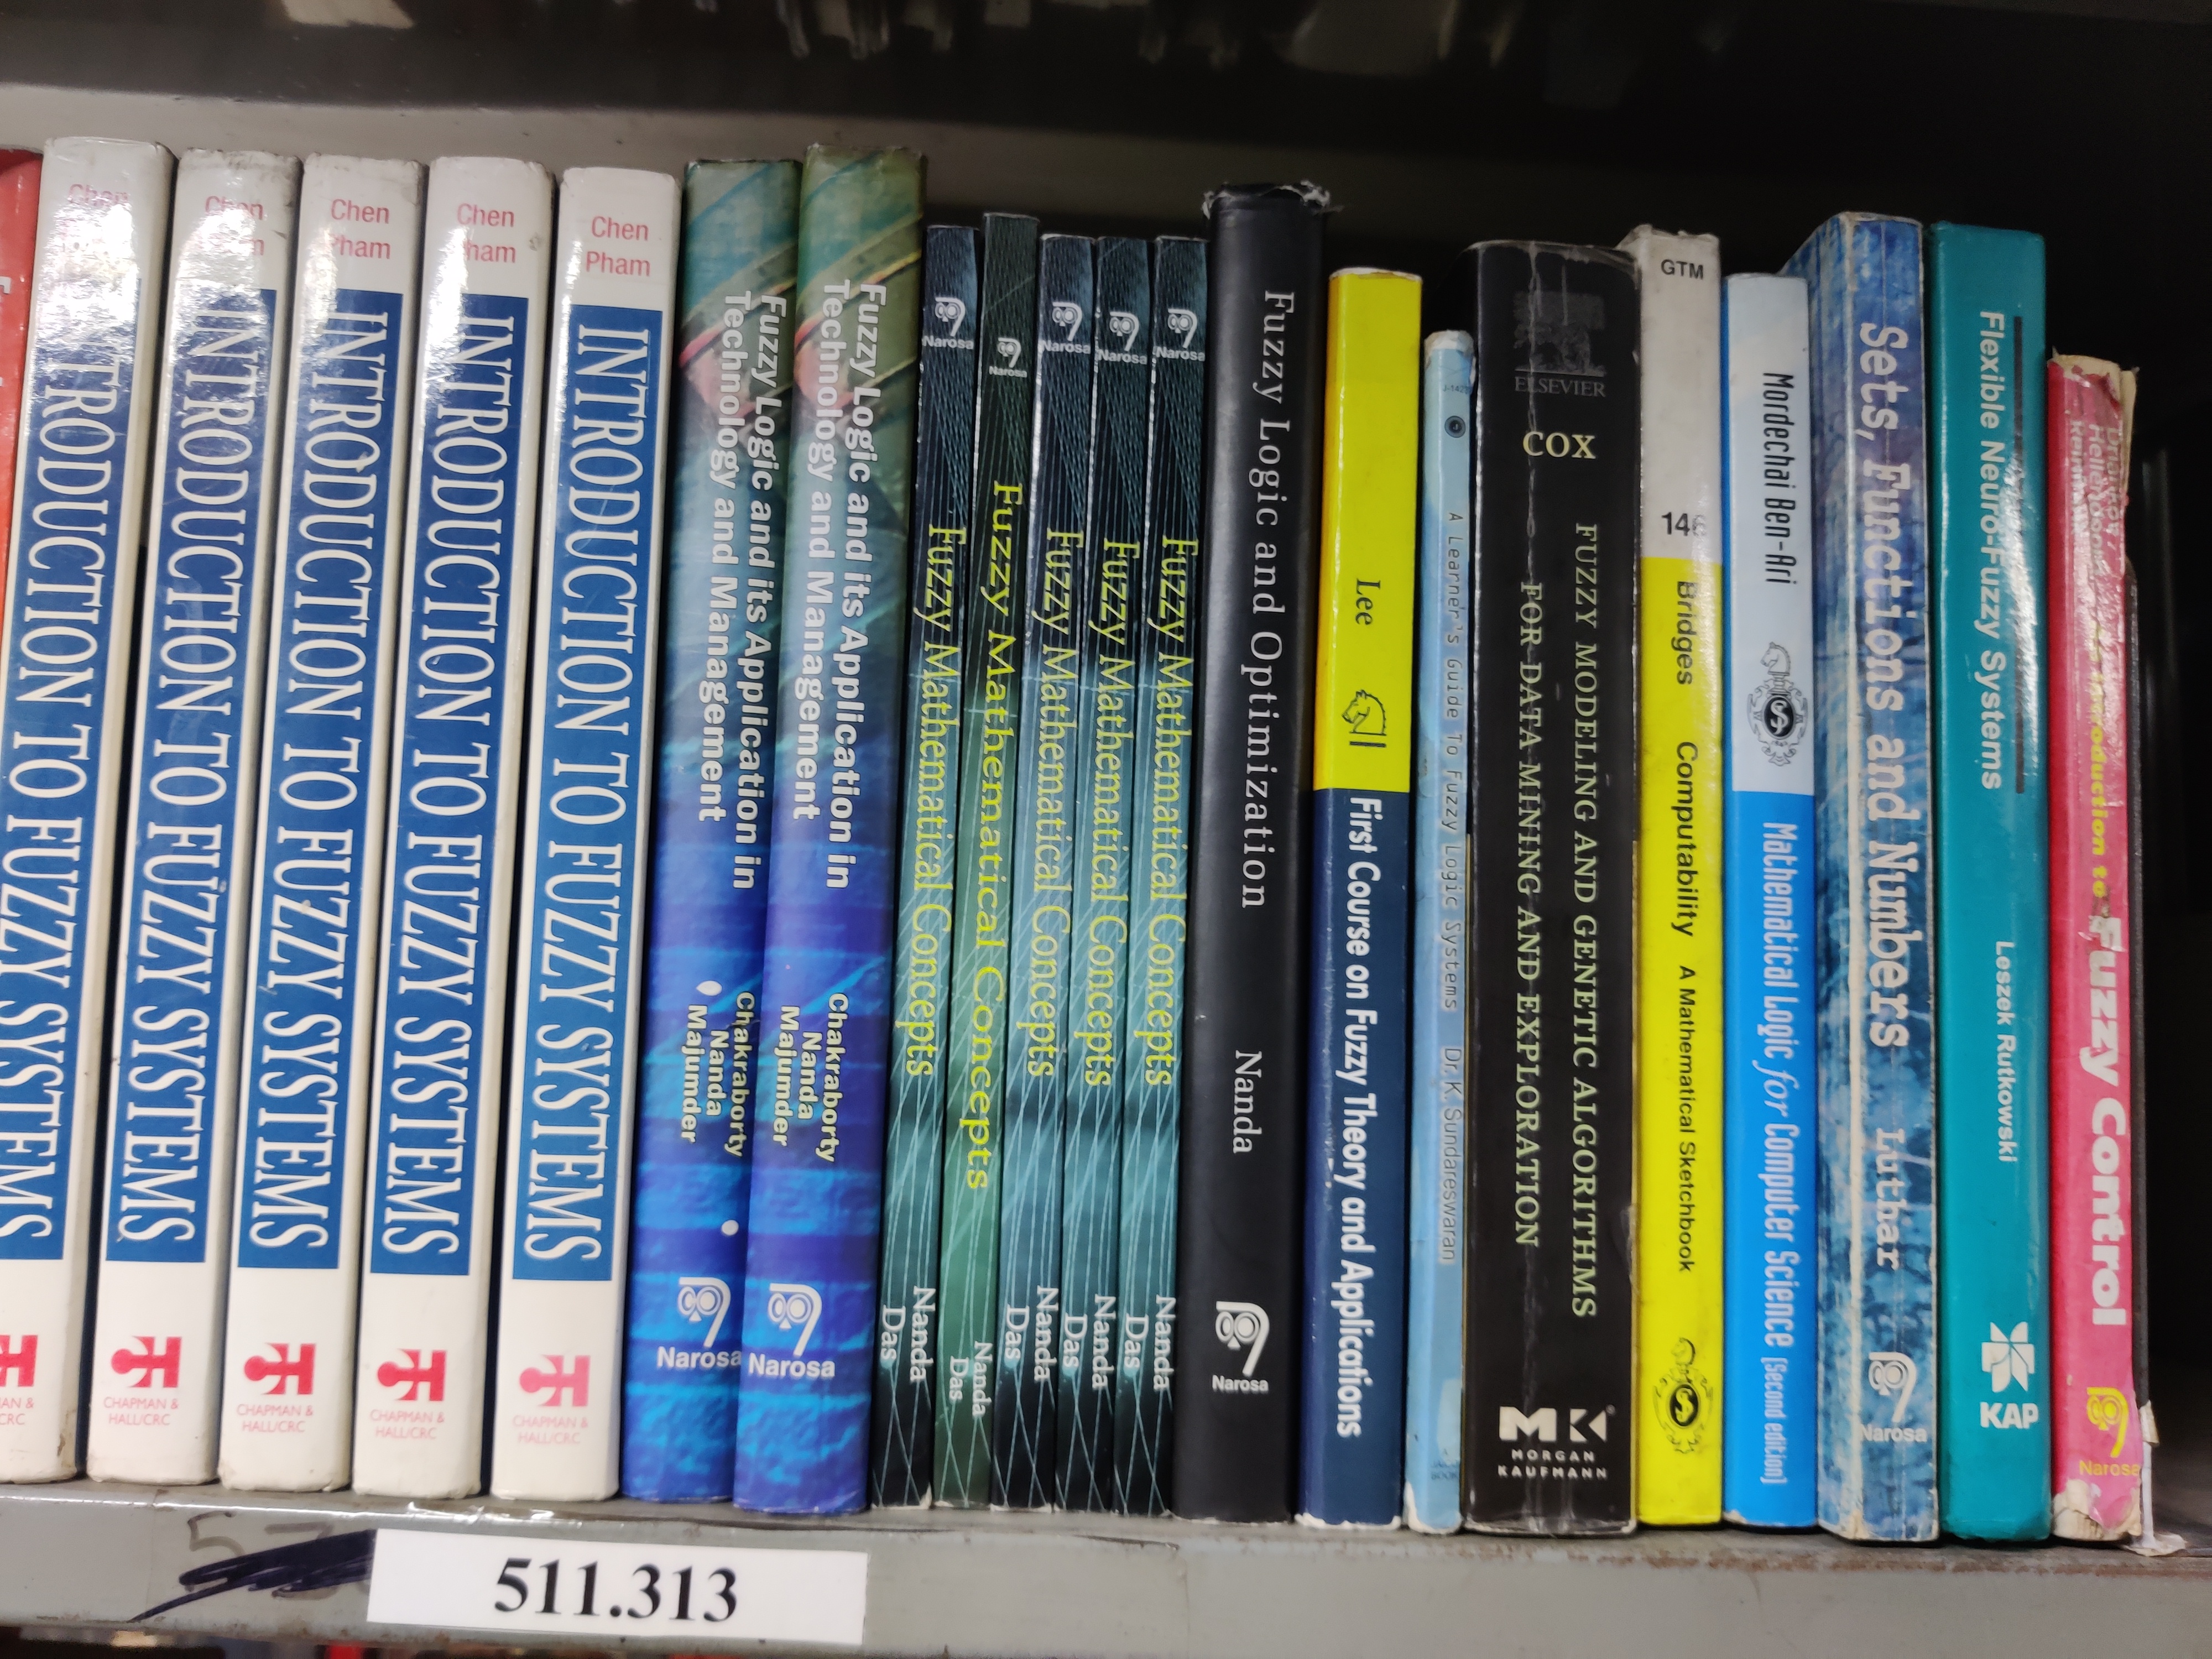 Chen
TRODUCTION TO FUZZY SYSTEMS
CHAPMAN &
HALL/CRC
Chen
Pham
INTRODUCTION TO FUZZY SYSTEMS
CHAPMAN &
HALL/CRC
Chen
Pham
INTRODUCTION TO FUZZY SYSTEMS
CHAPMAN &
HALL/CRC
Chen
Pham
INTRODUCTION TO FUZZY SYSTEMS
CHAPMAN &
HALL/CRC
Chen
Pham
INTRODUCTION TO FUZZY SYSTEMS
CHAPMAN &
HALL/CRC
Fuzzy Logic and its Application in
Technology and Management
Chakraborty
Nanda
Majumder
Narosa
Fuzzy Logic and its Application in
Technology and Management
Chakraborty
Nanda
Majumder
Narosa
Narosa
Fuzzy Mathematical Concepts
Nanda
Das
Narosa
Fuzzy Mathematical Concepts
Nanda
Das
Narosa
Fuzzy Mathematical Concepts
Nanda
Das
Narosa
Fuzzy Mathematical Concepts
Nanda
Das
Narosa
Fuzzy Mathematical Concepts
Nanda
Das
Fuzzy Logic and Optimization
Nanda
Narosa
Lee
First Course on Fuzzy Theory and Applications
A Learner's Guide To Fuzzy Logic Systems
Dr. K. Sundareswaran
ELSEVIER
COX
FUZZY MODELING AND GENETIC ALGORITHMS
FOR DATA MINING AND EXPLORATION
MK
MORGAN
KAUFMANN
GTM
146
Bridges
Computability
A Mathematical Sketchbook
Mordechai Ben-Ari
Mathematical Logic for Computer Science (Second edition)
Sets, Functions and Numbers
Luthar
Narosa
Flexible Neuro-Fuzzy Systems
Leszek Rutkowski
KAP
Introduction to
Fuzzy Control
Narosa
511.313